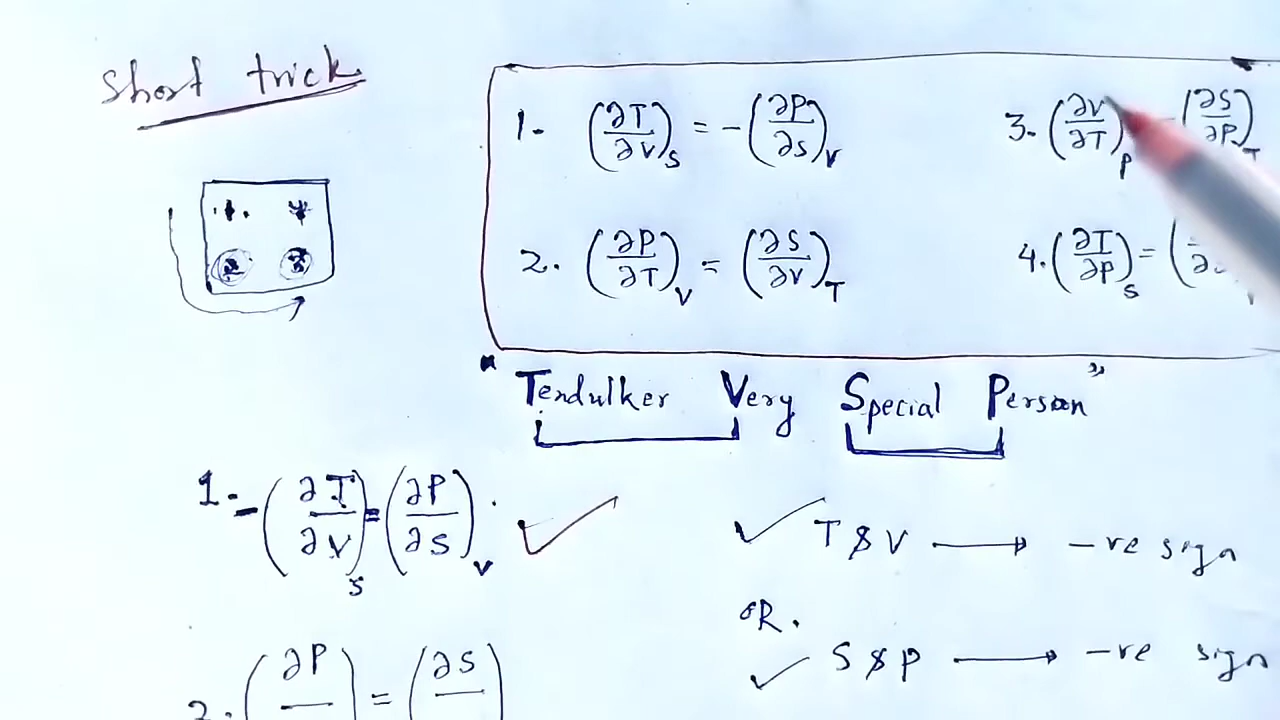 Short trick
1- (∂T/∂V)S = -(∂P/∂S)V
3. (∂V/∂T)P - (∂S/∂P)T
2. (∂P/∂T)V = (∂S/∂V)T
4. (∂T/∂P)S = (
"Tendulker Very Special Person"
1- -(∂T/∂V)S = (∂P/∂S)V.
T & V → -ve sign
OR.
S & P → -ve sign
2. (∂P = (∂S